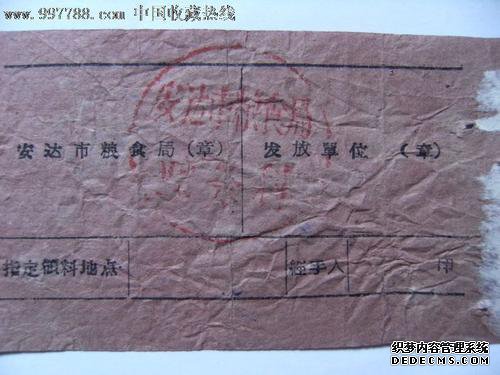 www.997788.com 中国收藏热线
安达市粮食局
安达市粮食局(章) 发放單位 (章)
指定领料地点 经手人 印
织梦内容管理系统
DEDECMS.COM